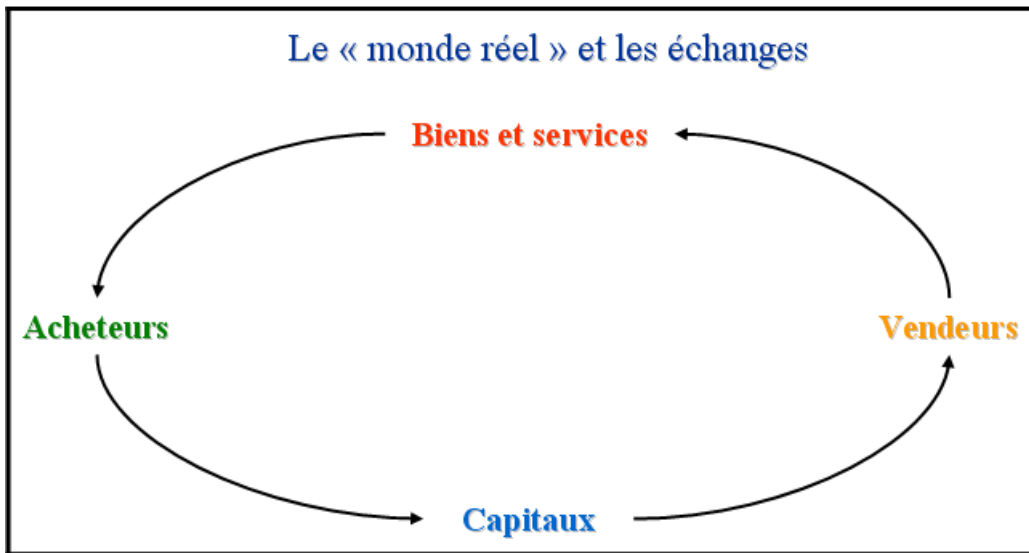 Le « monde réel » et les échanges
Biens et services
Acheteurs
Vendeurs
Capitaux